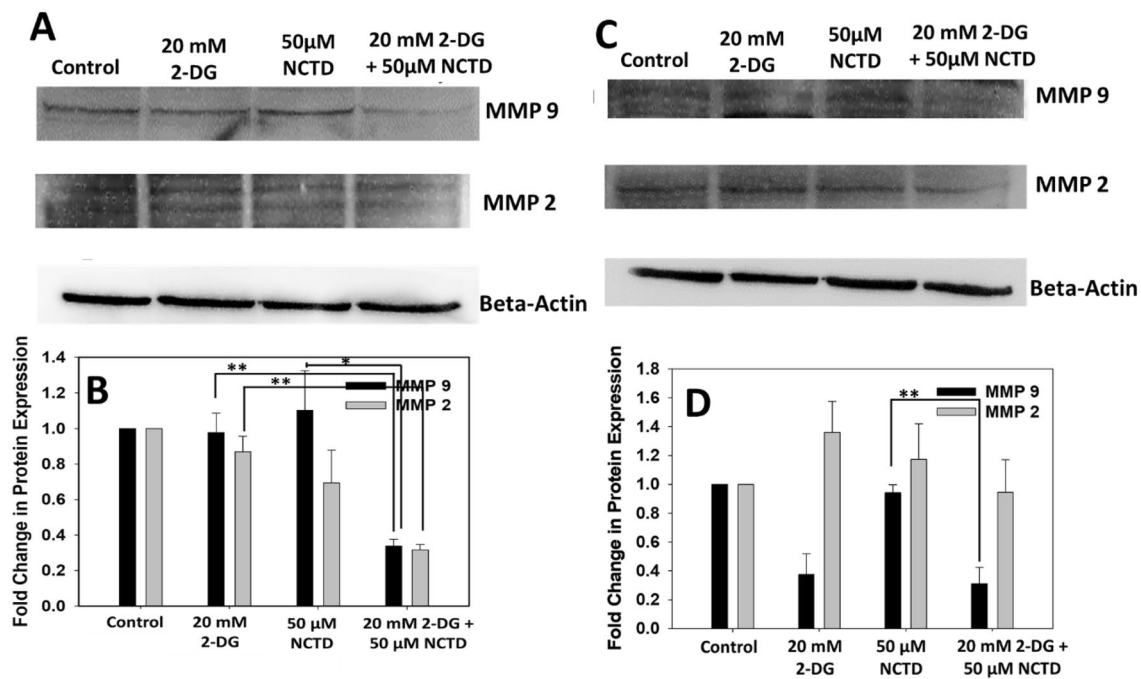 A
Control
20 mM
2-DG
50µM
NCTD
20 mM 2-DG
+ 50µM NCTD
MMP 9
MMP 2
Beta-Actin
B
Fold Change in Protein Expression
1.4
1.2
1.0
0.8
0.6
0.4
0.2
0.0
**
*
**
MMP 9
MMP 2
Control
20 mM
2-DG
50 µM
NCTD
20 mM 2-DG +
50 µM NCTD
C
Control
20 mM
2-DG
50µM
NCTD
20 mM 2-DG
+ 50µM NCTD
MMP 9
MMP 2
Beta-Actin
D
Fold Change in Protein Expression
1.8
1.6
1.4
1.2
1.0
0.8
0.6
0.4
0.2
0.0
**
MMP 9
MMP 2
Control
20 mM
2-DG
50 µM
NCTD
20 mM 2-DG +
50 µM NCTD